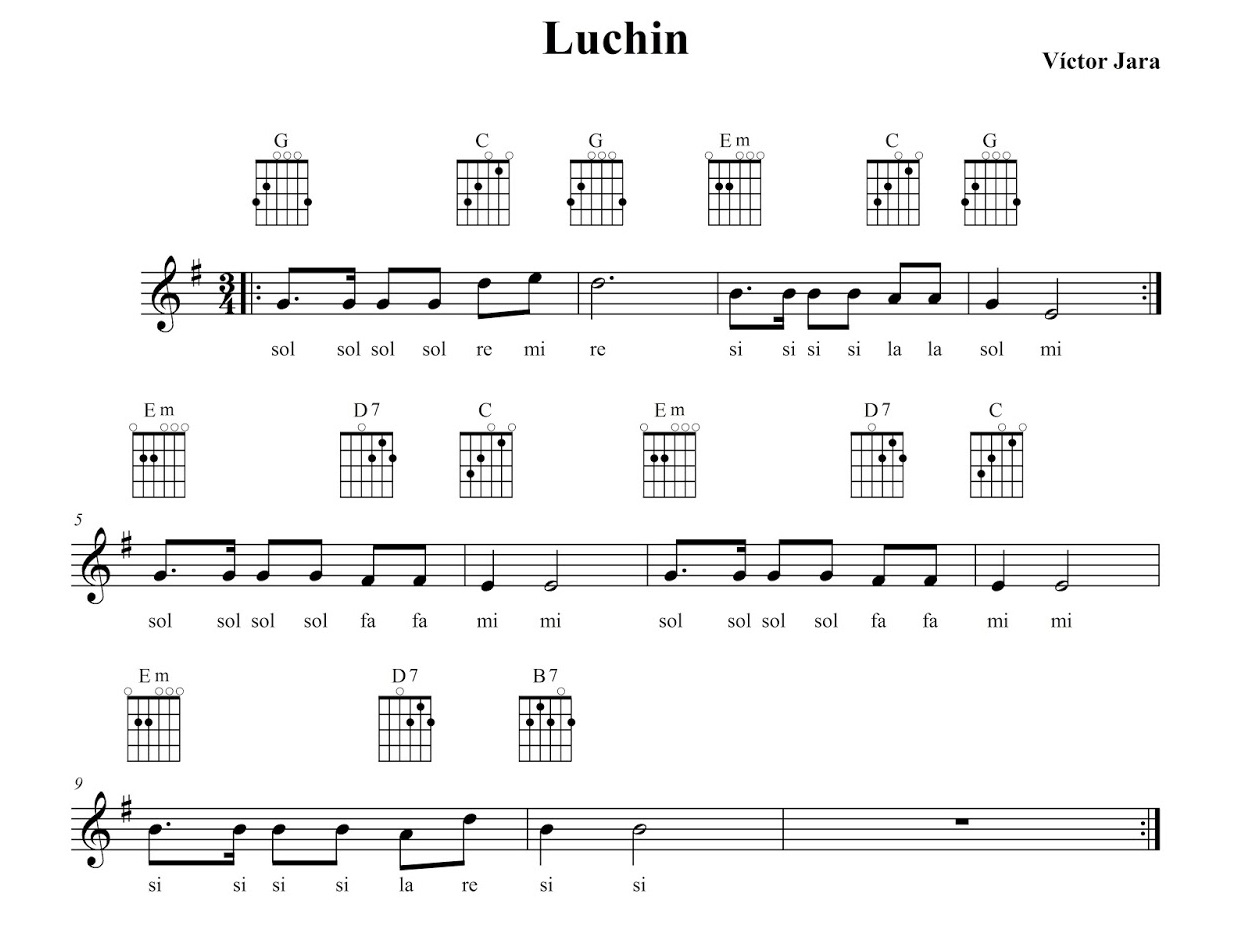 Luchin
Víctor Jara
G C G Em C G
3
4
sol sol sol sol re mi re si si si si la la sol mi
Em D7 C Em D7 C
5
sol sol sol sol fa fa mi mi sol sol sol sol fa fa mi mi
Em D7 B7
9
si si si si la re si si